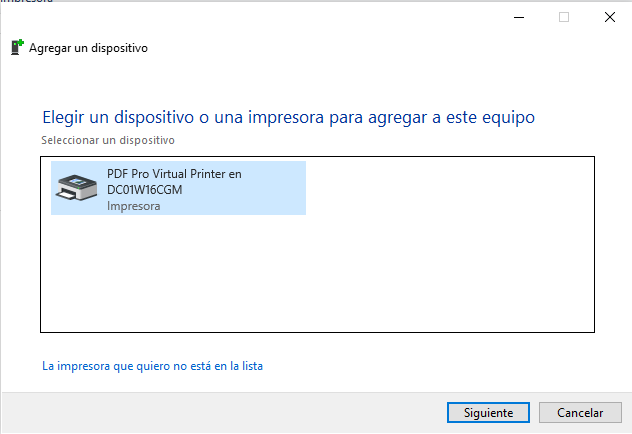 Agregar un dispositivo
Elegir un dispositivo o una impresora para agregar a este equipo
Seleccionar un dispositivo
PDF Pro Virtual Printer en
DC01W16CGM
Impresora
La impresora que quiero no está en la lista
Siguiente
Cancelar